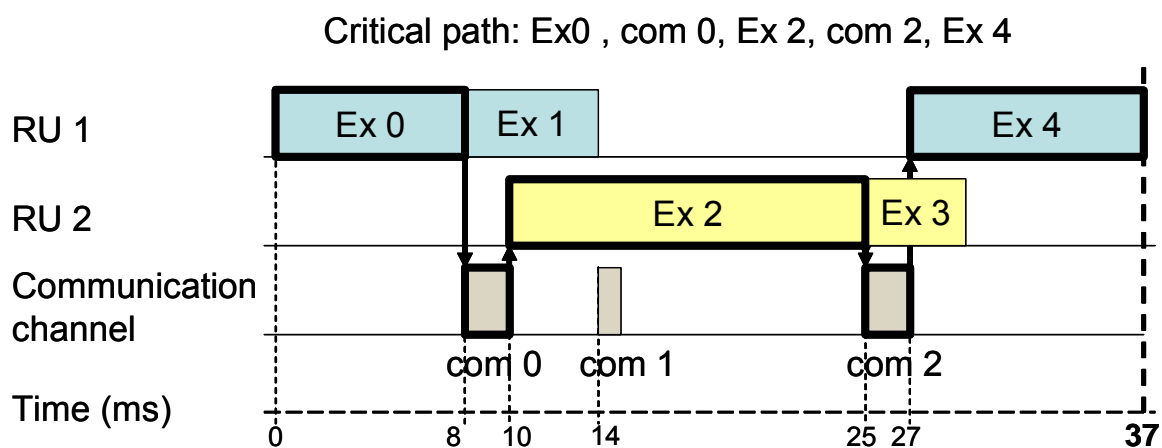 Critical path: Ex0 , com 0, Ex 2, com 2, Ex 4
RU 1
Ex 0
Ex 1
Ex 4
RU 2
Ex 2
Ex 3
Communication
channel
com 0
com 1
com 2
Time (ms)
0
8
10
14
25
27
37